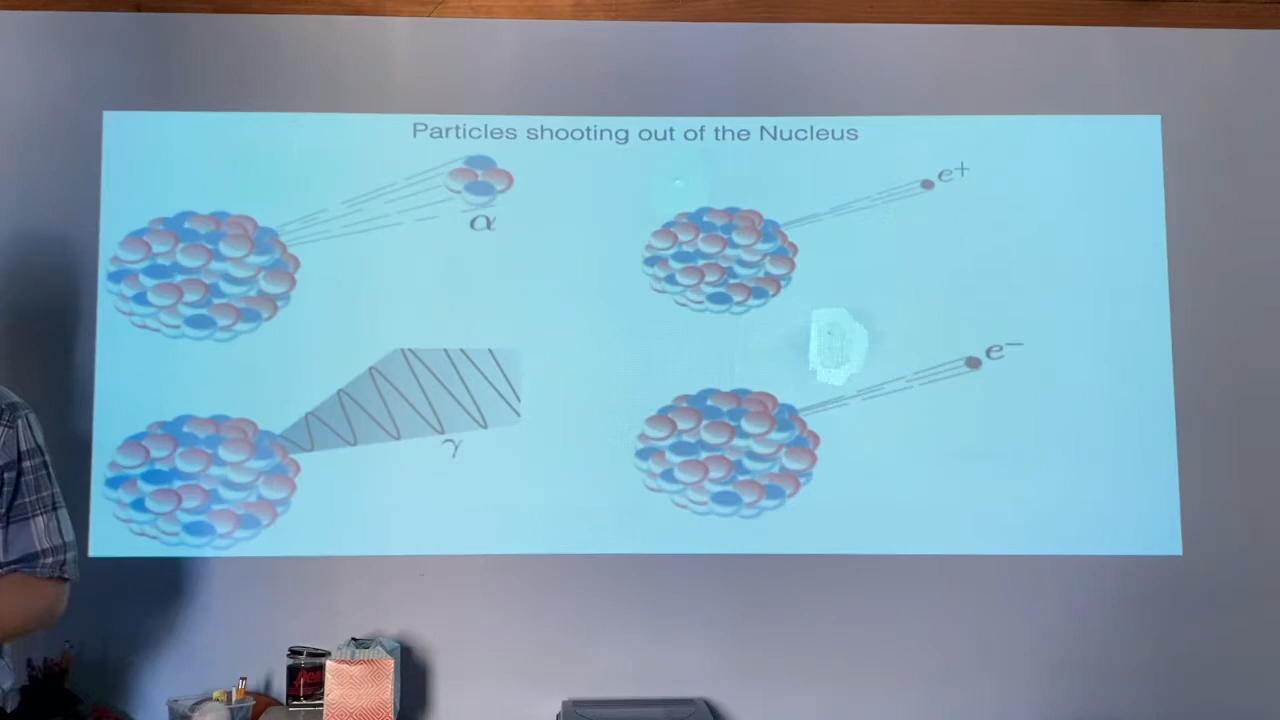 Particles shooting out of the Nucleus
α
e⁺
γ
e⁻